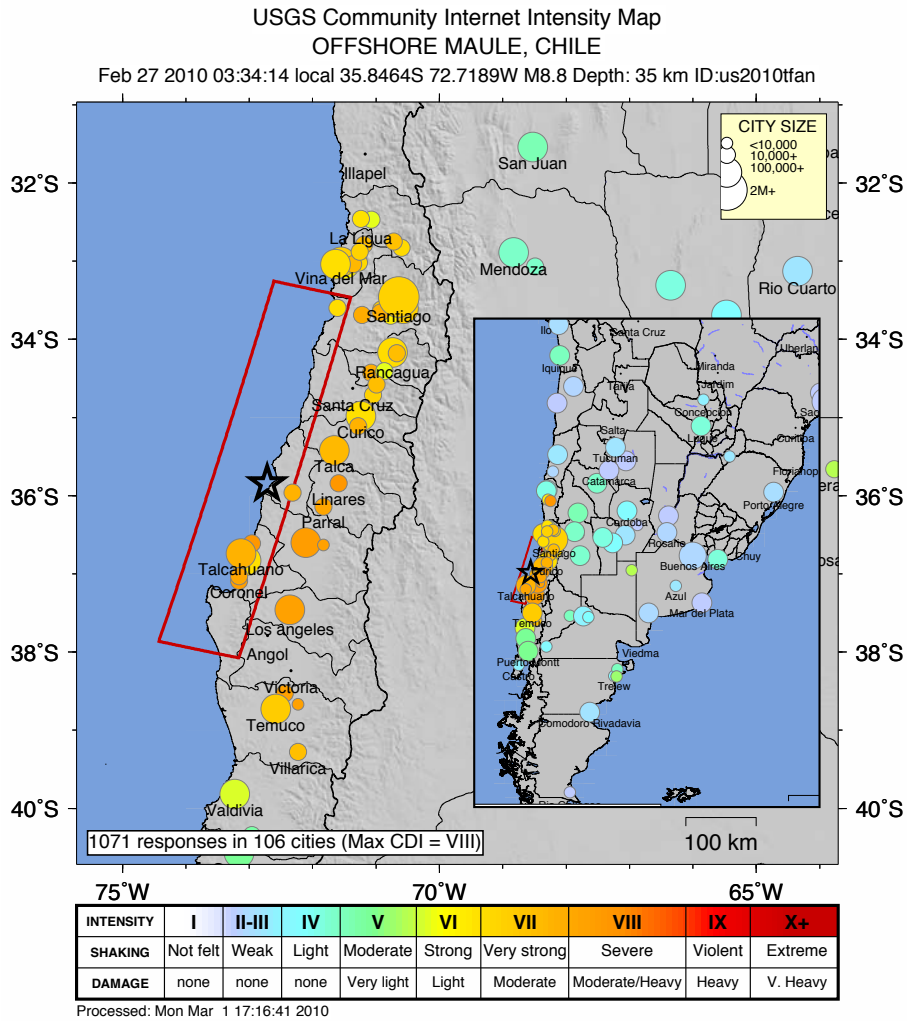 USGS Community Internet Intensity Map
OFFSHORE MAULE, CHILE
Feb 27 2010 03:34:14 local 35.8464S 72.7189W M8.8 Depth: 35 km ID:us2010tfan
CITY SIZE
<10,000
10,000+
100,000+
2M+
San Juan
Illapel
32°S
32°S
La Ligua
Mendoza
Vina del Mar
Rio Cuarto
Santiago
34°S
34°S
Rancagua
Santa Cruz
Curico
Talca
36°S
36°S
Linares
Parral
Talcahuano
Coronel
Los angeles
38°S
38°S
Angol
Victoria
Temuco
Villarica
40°S
40°S
Valdivia
Ilo
Santa Cruz
Uberlan
Iquique
Miranda
Tarija
Jardim
Concepcion
Sao
Salta
Luque
Curitiba
Tucuman
Florianop
Catamarca
Porto Alegre
Cordoba
Rosario
Santiago
Chuy
Curico
Buenos Aires
Talcahuano
Azul
Mar del Plata
Temuco
Puerto Montt
Viedma
Castro
Trelew
Comodoro Rivadavia
1071 responses in 106 cities (Max CDI = VIII)
100 km
75°W
70°W
65°W
INTENSITY I II-III IV V VI VII VIII IX X+
SHAKING Not felt Weak Light Moderate Strong Very strong Severe Violent Extreme
DAMAGE none none none Very light Light Moderate Moderate/Heavy Heavy V. Heavy
Processed: Mon Mar 1 17:16:41 2010